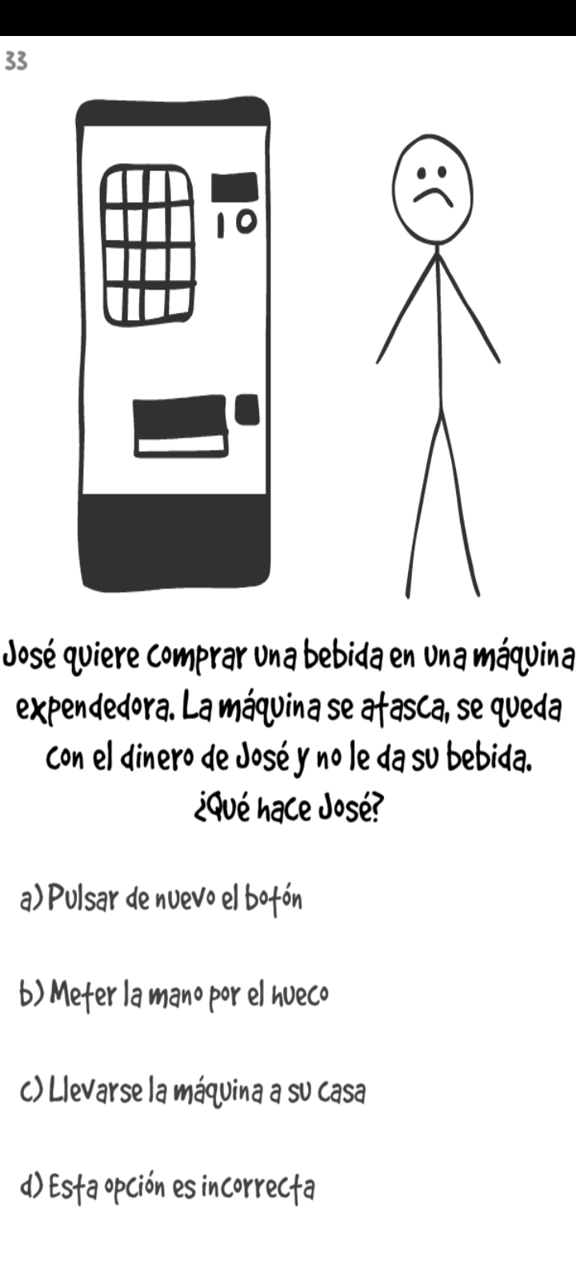 33
10
José quiere comprar una bebida en una máquina
expendedora. La máquina se atasca, se queda
con el dinero de José y no le da su bebida.
¿Qué hace José?
a) Pulsar de nuevo el botón
b) Meter la mano por el hueco
c) Llevarse la máquina a su casa
d) Esta opción es incorrecta